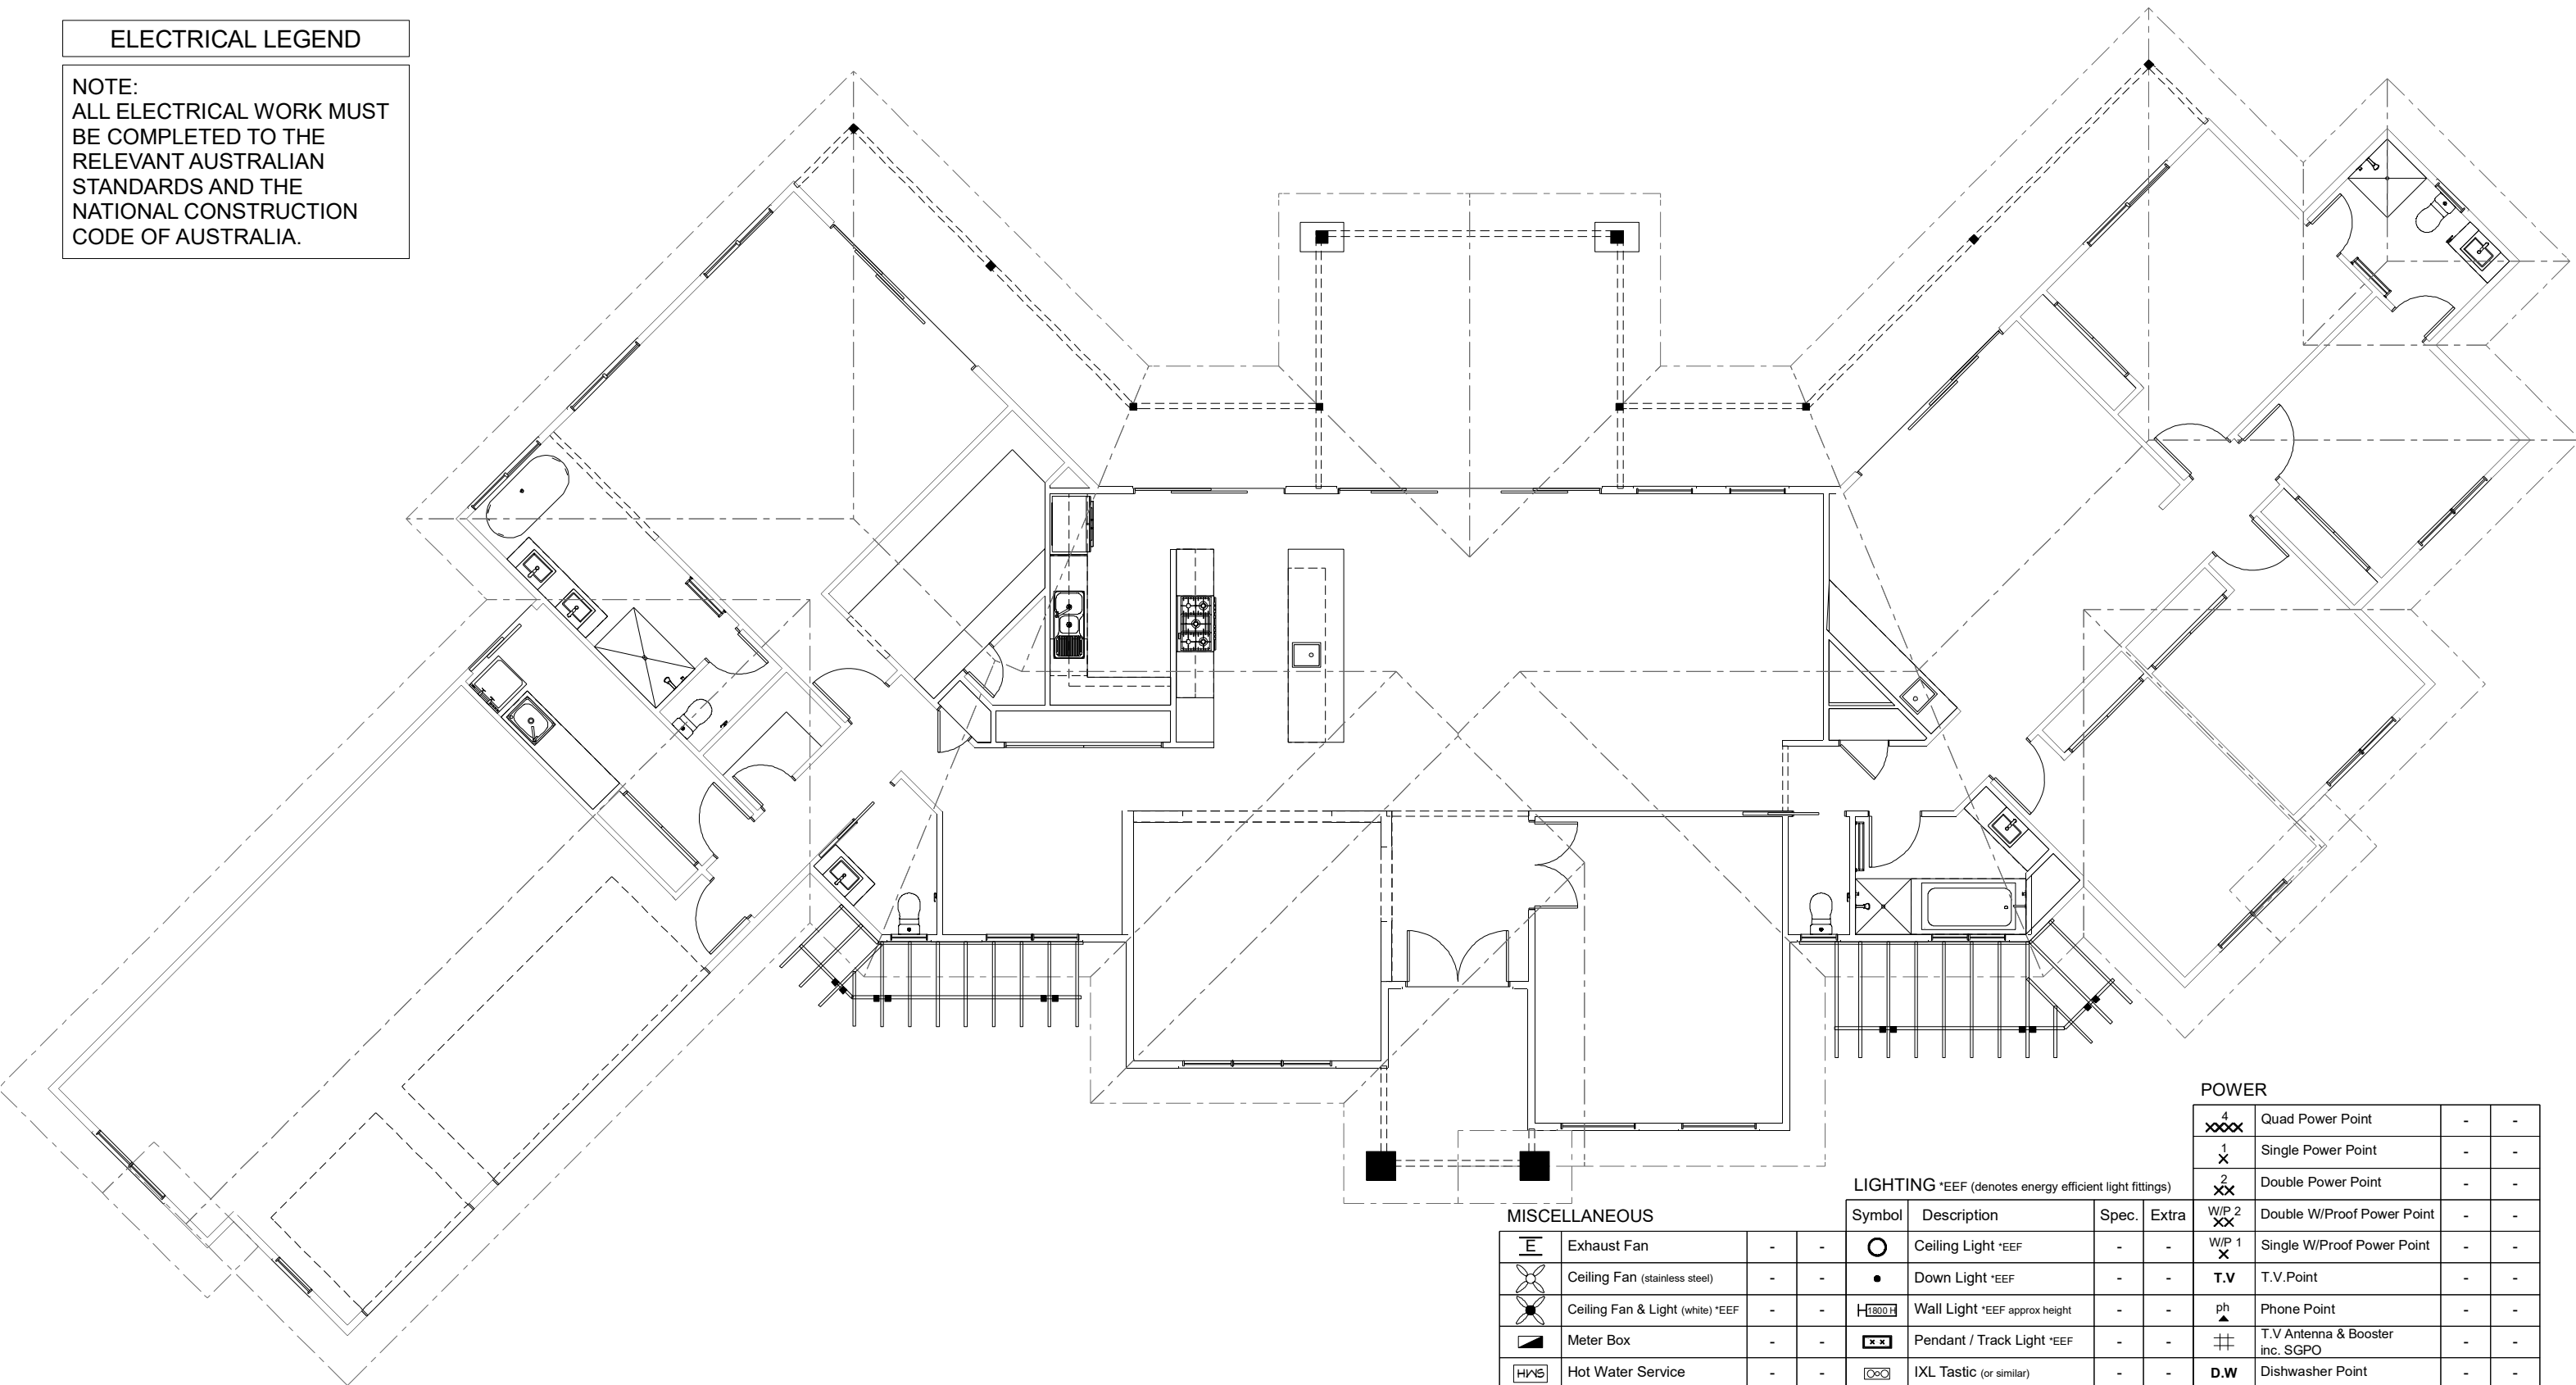 ELECTRICAL LEGEND
NOTE:
ALL ELECTRICAL WORK MUST
BE COMPLETED TO THE
RELEVANT AUSTRALIAN
STANDARDS AND THE
NATIONAL CONSTRUCTION
CODE OF AUSTRALIA.
MISCELLANEOUS
E Exhaust Fan - -
Ceiling Fan (stainless steel) - -
Ceiling Fan & Light (white) *EEF - -
Meter Box - -
HWS Hot Water Service - -
LIGHTING *EEF (denotes energy efficient light fittings)
Symbol Description Spec. Extra
Ceiling Light *EEF - -
Down Light *EEF - -
1800 H Wall Light *EEF approx height - -
Pendant / Track Light *EEF - -
IXL Tastic (or similar) - -
POWER
4 Quad Power Point - -
1 Single Power Point - -
2 Double Power Point - -
W/P 2 Double W/Proof Power Point - -
W/P 1 Single W/Proof Power Point - -
T.V T.V.Point - -
ph Phone Point - -
T.V Antenna & Booster
inc. SGPO - -
D.W Dishwasher Point - -